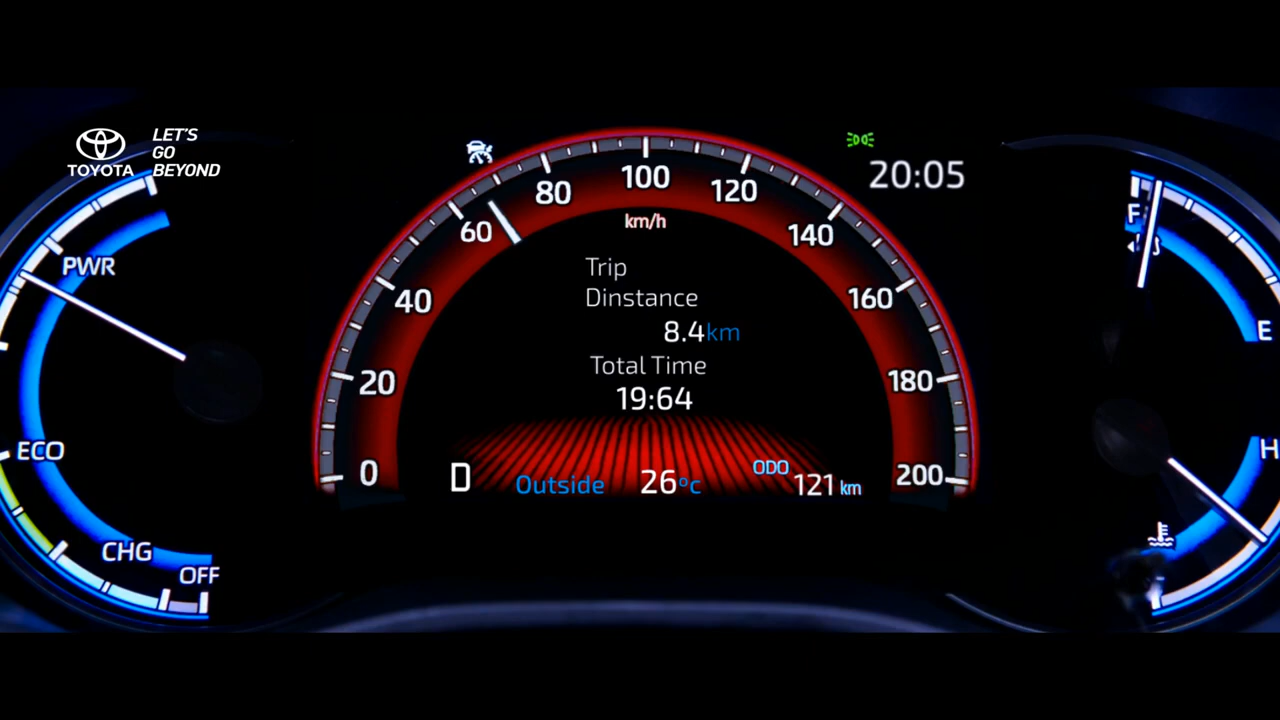 TOYOTA
LET'S
GO
BEYOND
PWR
ECO
CHG
OFF
0
20
40
60
80
100
120
140
160
180
200
km/h
20:05
Trip
Dinstance
8.4km
Total Time
19:64
D
Outside 26°c
ODO
121 km
F
E
H